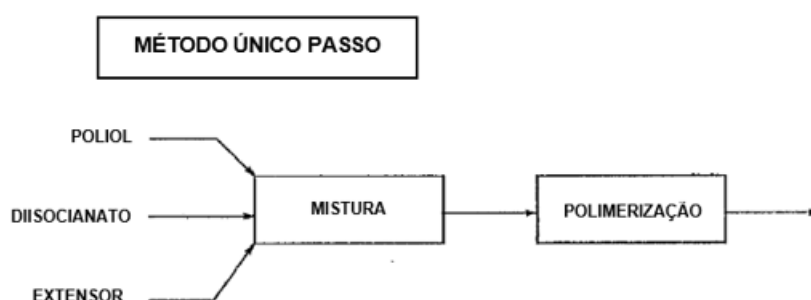 MÉTODO ÚNICO PASSO
POLIOL
DIISOCIANATO
EXTENSOR
MISTURA
POLIMERIZAÇÃO